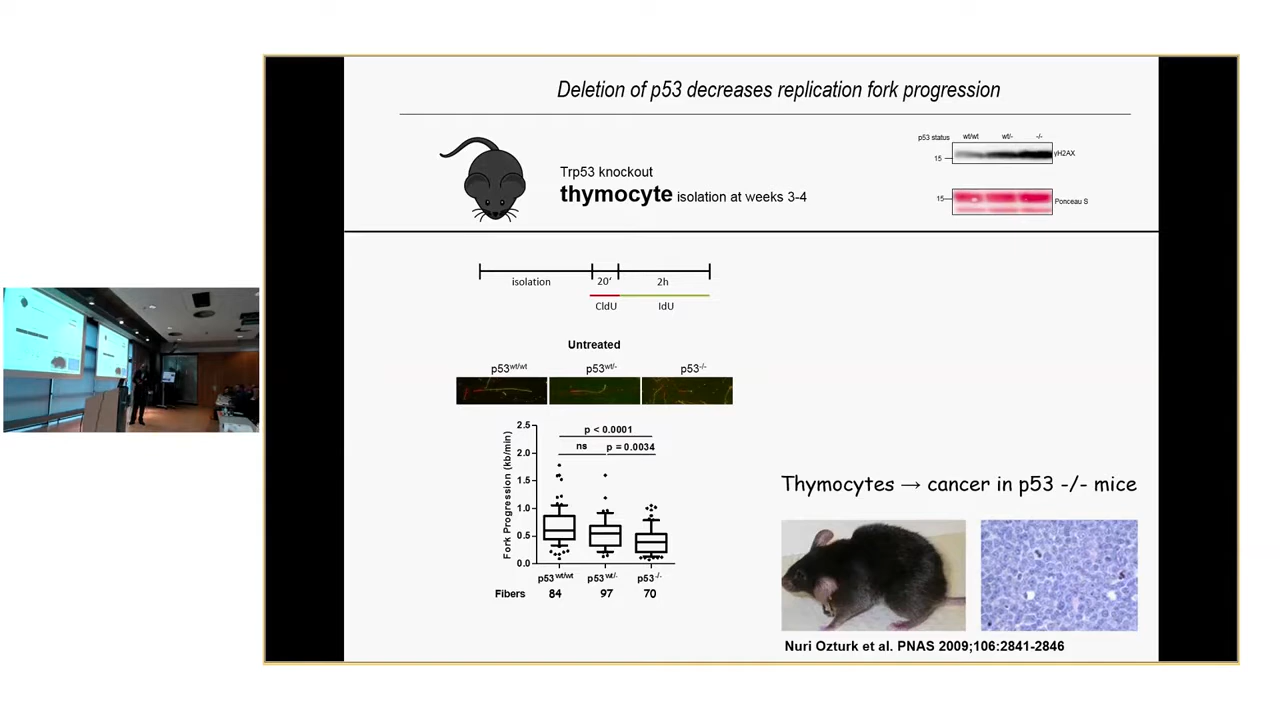 Deletion of p53 decreases replication fork progression
Trp53 knockout
thymocyte isolation at weeks 3-4
p53 status wt/wt wt/- -/-
15 γH2AX
15 Ponceau S
isolation 20' 2h
CldU IdU
Untreated
p53wt/wt p53wt/- p53-/-
Fork Progression (kb/min)
2.5
2.0
1.5
1.0
0.5
0.0
p < 0.0001
ns p = 0.0034
p53wt/wt p53wt/- p53-/-
Fibers 84 97 70
Thymocytes → cancer in p53 -/- mice
Nuri Ozturk et al. PNAS 2009;106:2841-2846